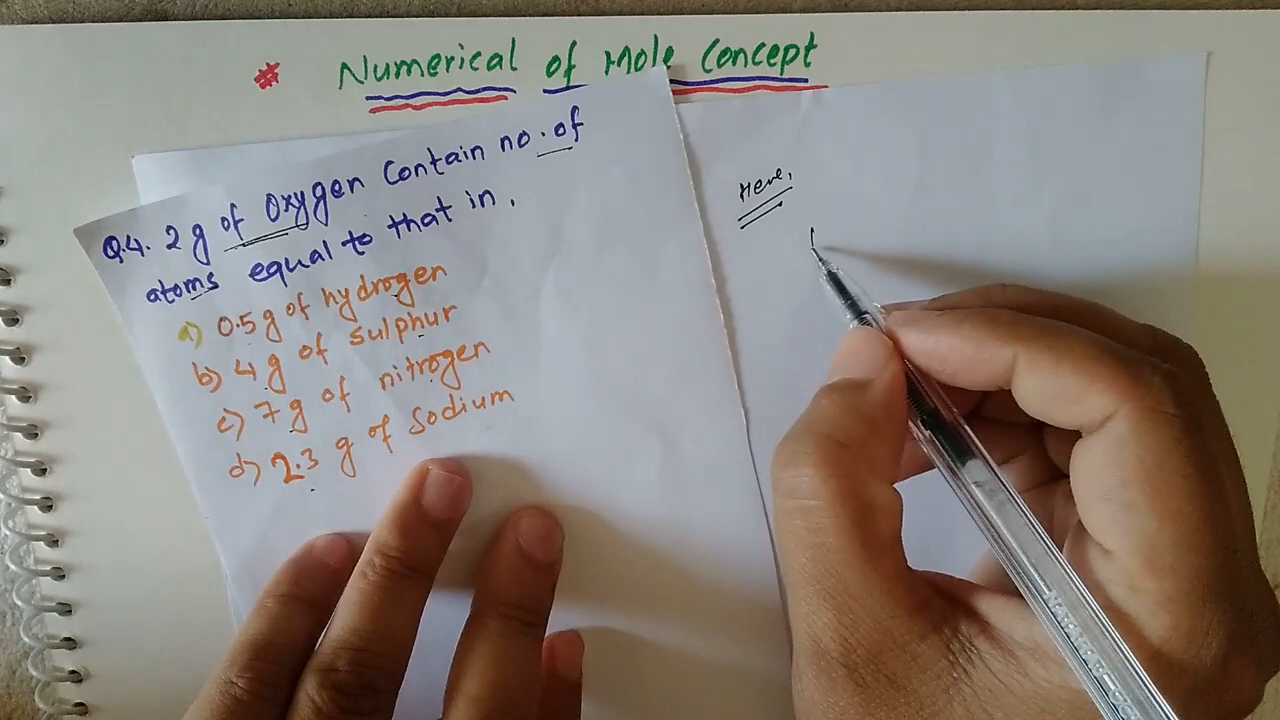 * Numerical of Mole Concept
Q.4. 2 g of Oxygen Contain no. of
atoms equal to that in.
a) 0.5 g of hydrogen
b) 4 g of sulphur
c) 7 g of nitrogen
d) 2.3 g of Sodium
Here,